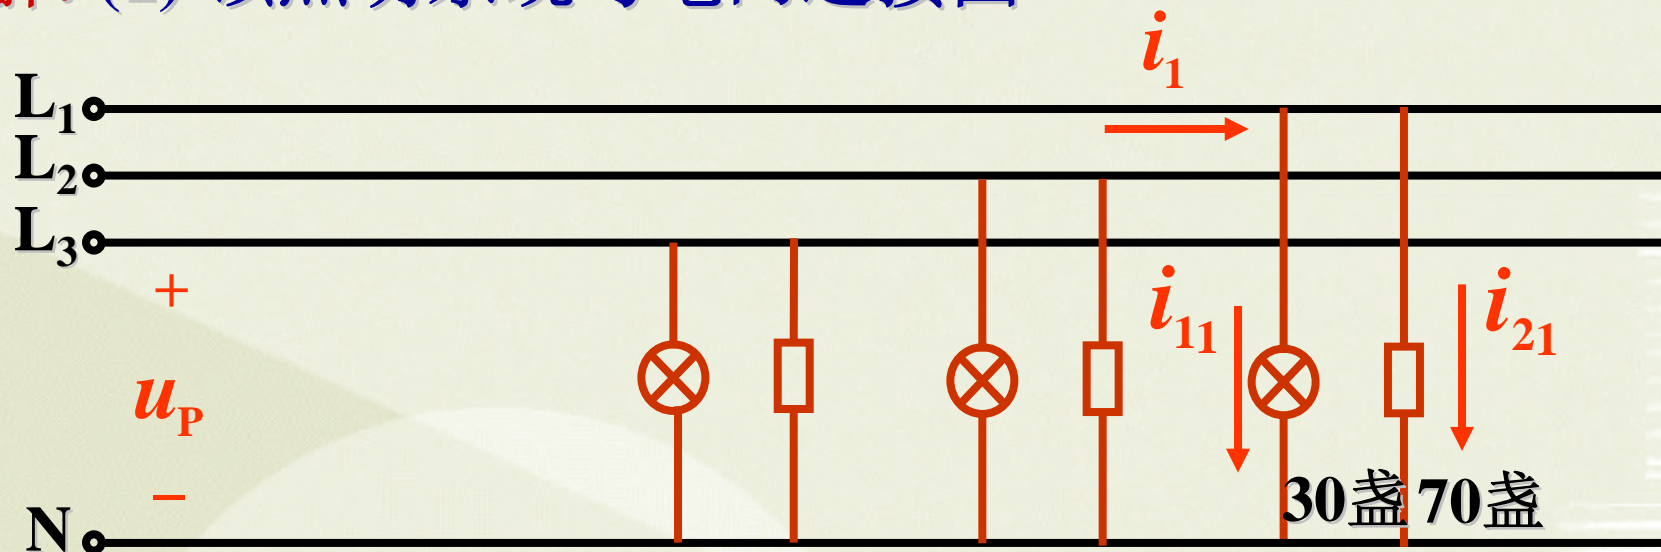 i₁
L₁
L₂
L₃
+
i₁₁
i₂₁
uP
−
30盏 70盏
N